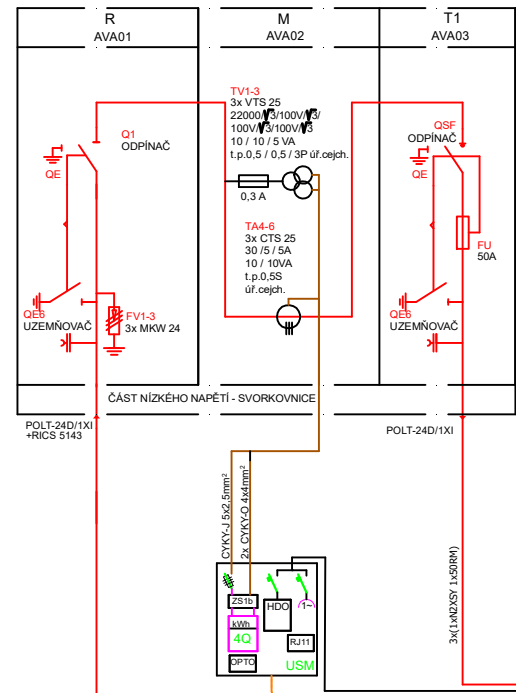 R
AVA01
M
AVA02
T1
AVA03
TV1-3
3x VTS 25
22000/√3/100V/√3/
100V/√3/100V/√3
10 / 10 / 5 VA
t.p.0,5 / 0,5 / 3P úř.cejch.
0,3 A
TA4-6
3x CTS 25
30 /5 / 5A
10 / 10VA
t.p.0,5S
úř.cejch.
Q1
ODPÍNAČ
QE
QE6
UZEMŇOVAČ
FV1-3
3x MKW 24
QSF
ODPÍNAČ
QE
FU
50A
QE6
UZEMŇOVAČ
ČÁST NÍZKÉHO NAPĚTÍ - SVORKOVNICE
POLT-24D/1XI
+RICS 5143
POLT-24D/1XI
CYKY-J 5x2,5mm²
2x CYKY-O 4x4mm²
3x(1xN2XSY 1x50RM)
ZS1b
kWh
4Q
OPTO
HDO
1~
RJ11
USM